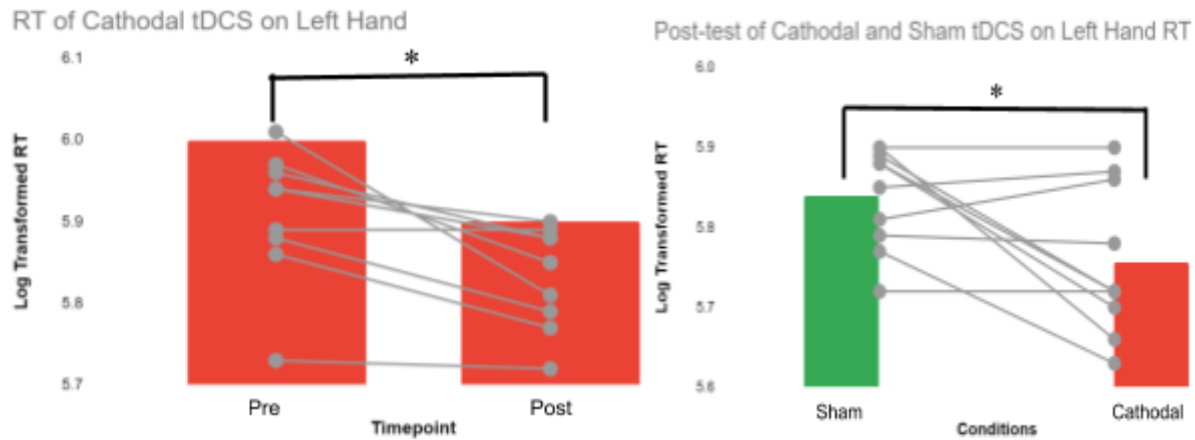 RT of Cathodal tDCS on Left Hand
6.1
6.0
5.9
5.8
5.7
Log Transformed RT
*
Pre
Post
Timepoint
Post-test of Cathodal and Sham tDCS on Left Hand RT
6.0
5.9
5.8
5.7
5.6
Log Transformed RT
*
Sham
Cathodal
Conditions